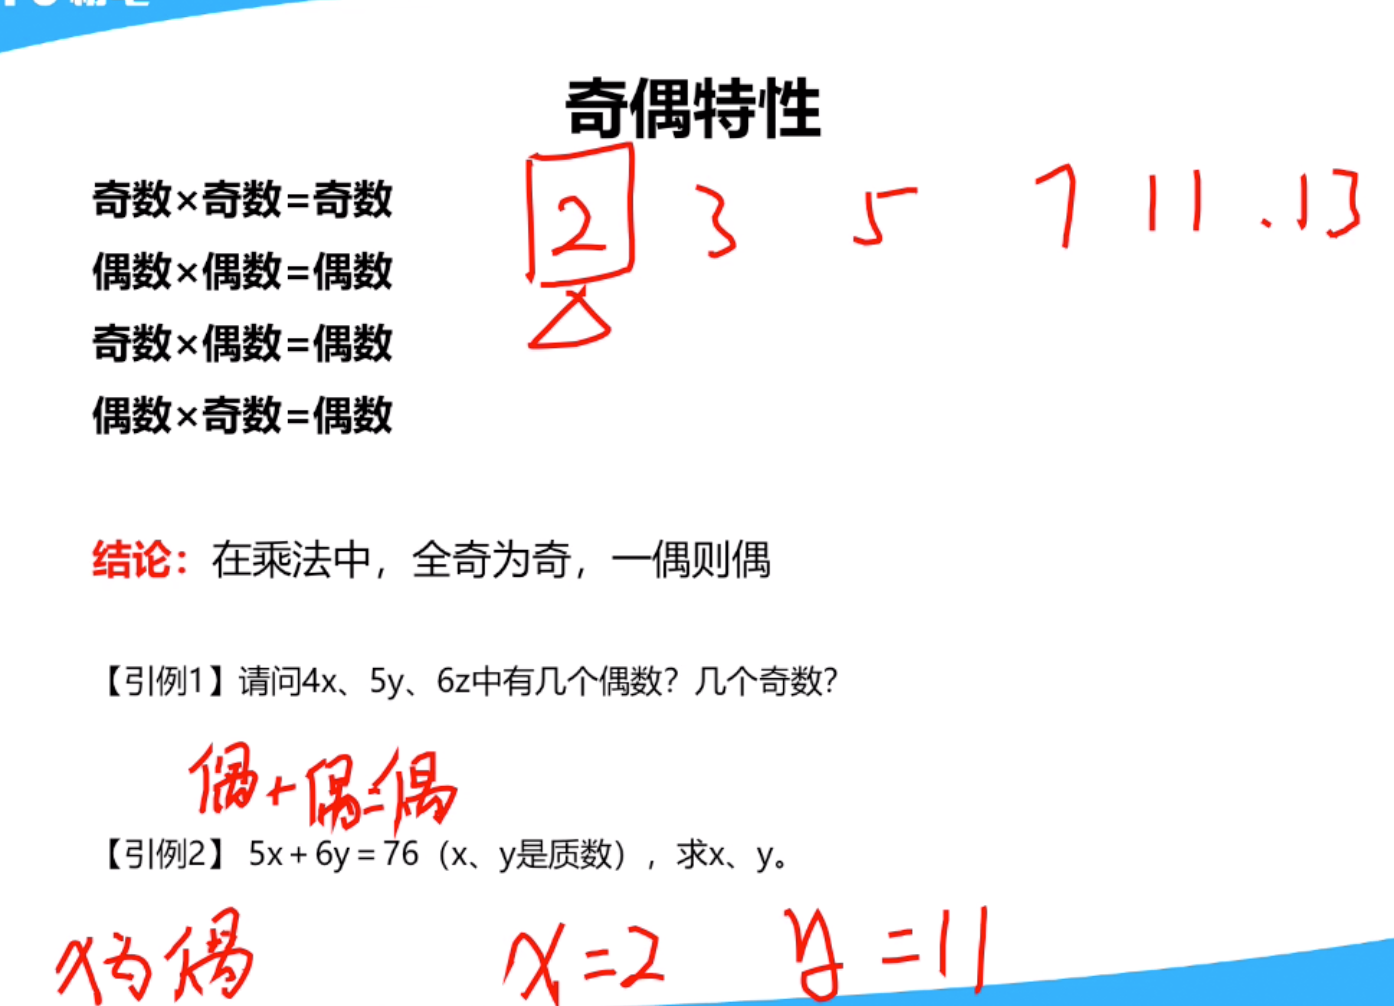 奇偶特性
奇数×奇数=奇数
2 3 5 7 11 . 13
偶数×偶数=偶数
奇数×偶数=偶数
偶数×奇数=偶数
结论：在乘法中，全奇为奇，一偶则偶
【引例1】请问4x、5y、6z中有几个偶数？几个奇数？
偶+偶=偶
【引例2】 5x+6y=76（x、y是质数），求x、y。
x为偶 x=2 y=11